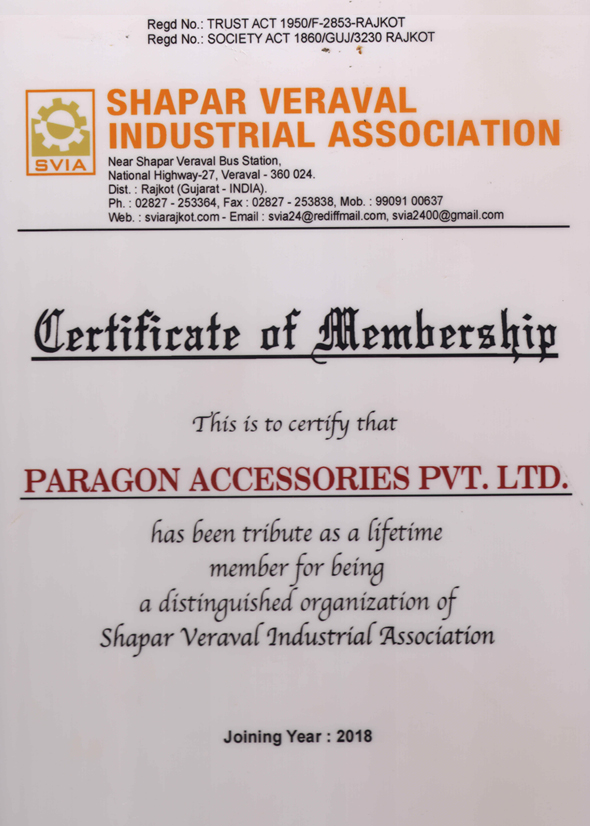 Regd No.: TRUST ACT 1950/F-2853-RAJKOT
Regd No.: SOCIETY ACT 1860/GUJ/3230 RAJKOT
SVIA
SHAPAR VERAVAL
INDUSTRIAL ASSOCIATION
Near Shapar Veraval Bus Station,
National Highway-27, Veraval - 360 024.
Dist. : Rajkot (Gujarat - INDIA).
Ph. : 02827 - 253364, Fax : 02827 - 253838, Mob. : 99091 00637
Web. : sviarajkot.com - Email : svia24@rediffmail.com, svia2400@gmail.com
Certificate of Membership
This is to certify that
PARAGON ACCESSORIES PVT. LTD.
has been tribute as a lifetime
member for being
a distinguished organization of
Shapar Veraval Industrial Association
Joining Year : 2018